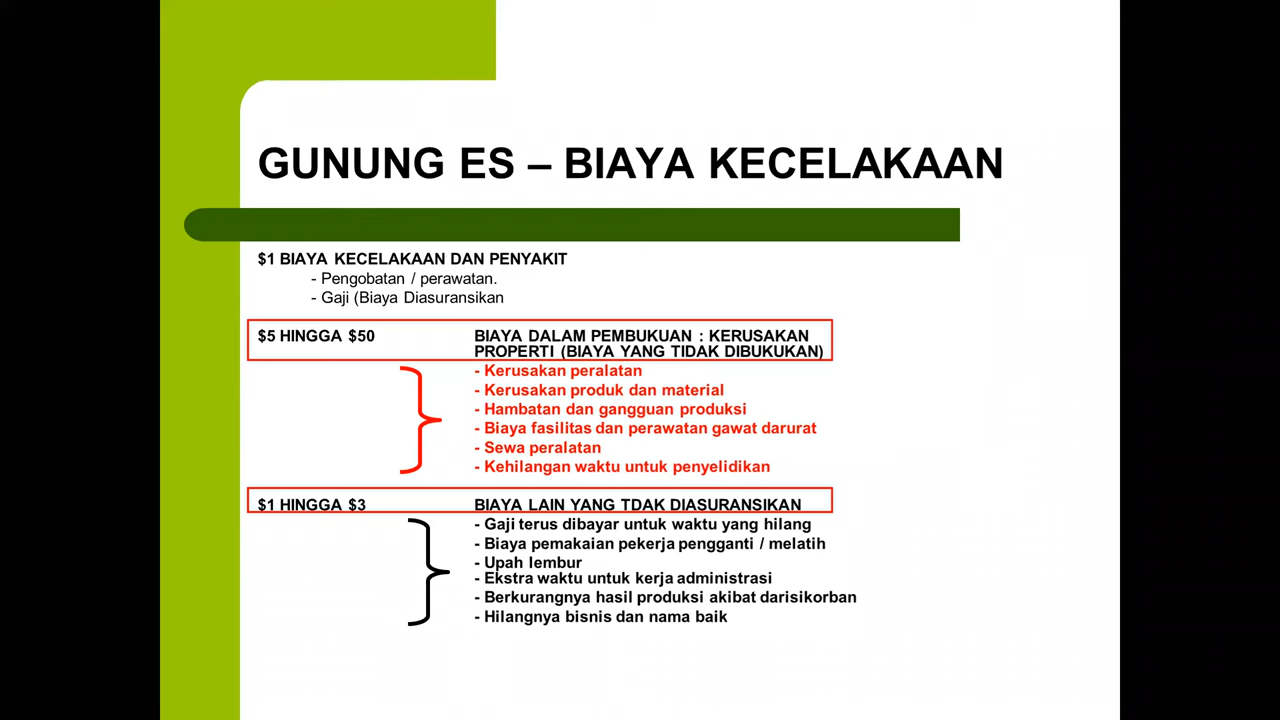 GUNUNG ES – BIAYA KECELAKAAN
$1 BIAYA KECELAKAAN DAN PENYAKIT
- Pengobatan / perawatan.
- Gaji (Biaya Diasuransikan
$5 HINGGA $50 BIAYA DALAM PEMBUKUAN : KERUSAKAN
PROPERTI (BIAYA YANG TIDAK DIBUKUKAN)
- Kerusakan peralatan
- Kerusakan produk dan material
- Hambatan dan gangguan produksi
- Biaya fasilitas dan perawatan gawat darurat
- Sewa peralatan
- Kehilangan waktu untuk penyelidikan
$1 HINGGA $3 BIAYA LAIN YANG TDAK DIASURANSIKAN
- Gaji terus dibayar untuk waktu yang hilang
- Biaya pemakaian pekerja pengganti / melatih
- Upah lembur
- Ekstra waktu untuk kerja administrasi
- Berkurangnya hasil produksi akibat darisikorban
- Hilangnya bisnis dan nama baik